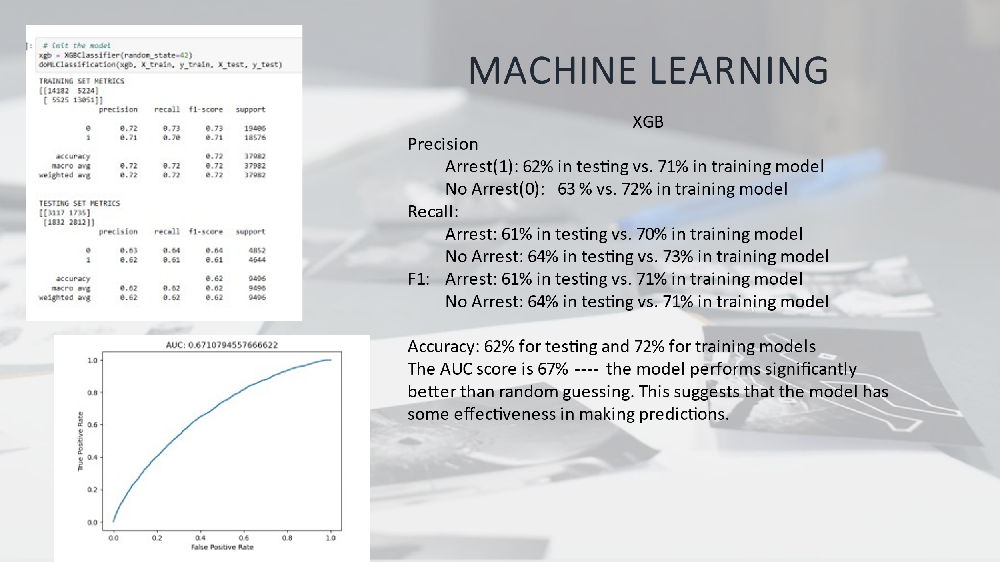 ]: # init the model
xgb = XGBClassifier(random_state=42)
doMLClassification(xgb, X_train, y_train, X_test, y_test)
TRAINING SET METRICS
[[14182 5224]
[ 5525 13051]]
precision recall f1-score support
0 0.72 0.73 0.73 19406
1 0.71 0.70 0.71 18576
accuracy 0.72 37982
macro avg 0.72 0.72 0.72 37982
weighted avg 0.72 0.72 0.72 37982
TESTING SET METRICS
[[3117 1735]
[1832 2812]]
precision recall f1-score support
0 0.63 0.64 0.64 4852
1 0.62 0.61 0.61 4644
accuracy 0.62 9496
macro avg 0.62 0.62 0.62 9496
weighted avg 0.62 0.62 0.62 9496
AUC: 0.6710794557666622
1.0
0.8
0.6
0.4
0.2
0.0
True Positive Rate
0.0 0.2 0.4 0.6 0.8 1.0
False Positive Rate
MACHINE LEARNING
XGB
Precision
Arrest(1): 62% in testing vs. 71% in training model
No Arrest(0): 63 % vs. 72% in training model
Recall:
Arrest: 61% in testing vs. 70% in training model
No Arrest: 64% in testing vs. 73% in training model
F1: Arrest: 61% in testing vs. 71% in training model
No Arrest: 64% in testing vs. 71% in training model
Accuracy: 62% for testing and 72% for training models
The AUC score is 67% ---- the model performs significantly
better than random guessing. This suggests that the model has
some effectiveness in making predictions.